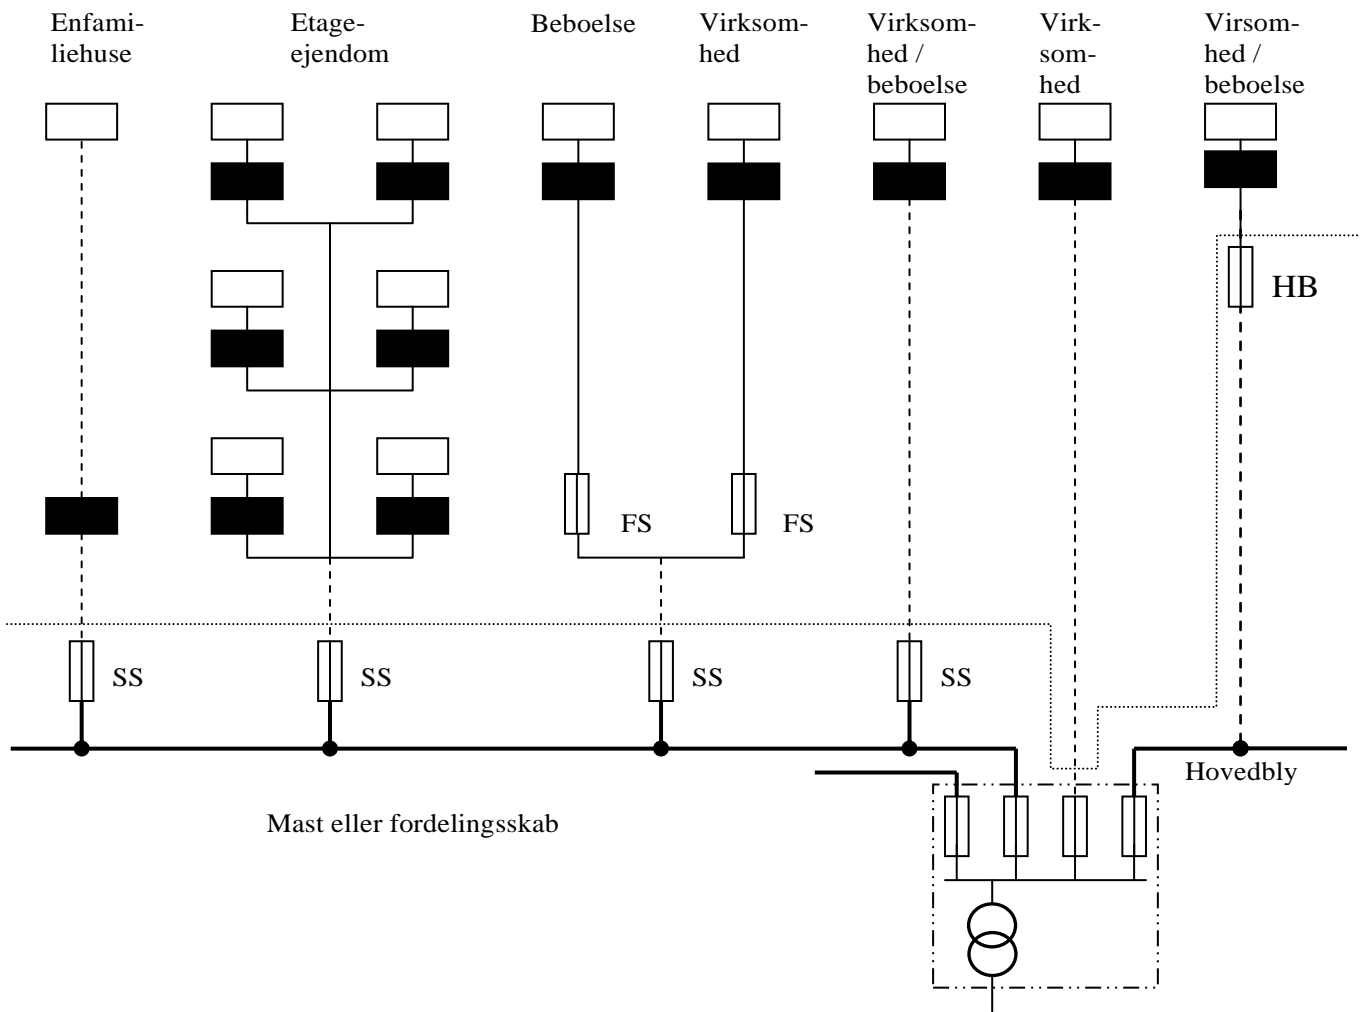 Enfami-
liehuse
Etage-
ejendom
Beboelse
Virksom-
hed
Virksom-
hed /
beboelse
Virk-
som-
hed
Virsom-
hed /
beboelse
HB
FS
FS
SS
SS
SS
SS
Hovedbly
Mast eller fordelingsskab